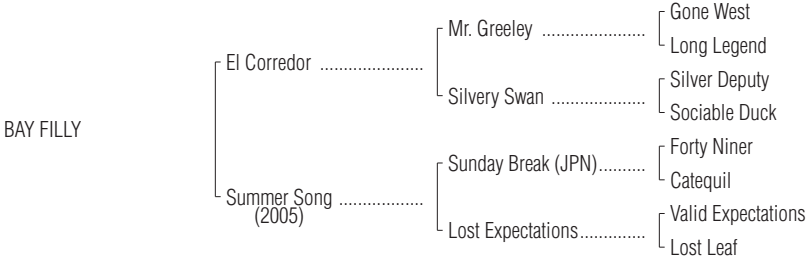 Gone West
Mr. Greeley ......................
Long Legend
El Corredor ......................
Silver Deputy
Silvery Swan ....................
Sociable Duck
BAY FILLY
Forty Niner
Sunday Break (JPN)..........
Catequil
Summer Song ..................
(2005)
Valid Expectations
Lost Expectations..............
Lost Leaf